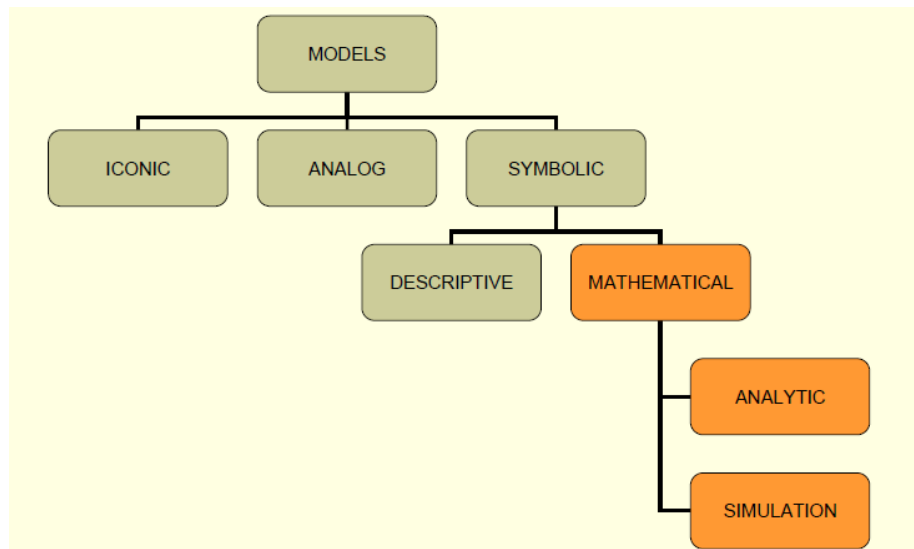 MODELS
ICONIC
ANALOG
SYMBOLIC
DESCRIPTIVE
MATHEMATICAL
ANALYTIC
SIMULATION